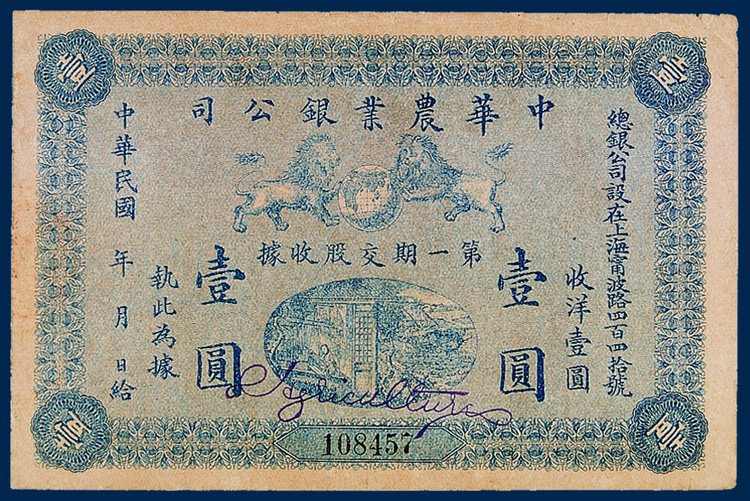 中華農業銀公司
總銀公司設在上海甯波路四百四拾號
第一期交股收據
收洋壹圓
壹圓
壹圓
執此為據
中華民國 年 月 日給
Agriculture
108457
壹
壹
壹
壹